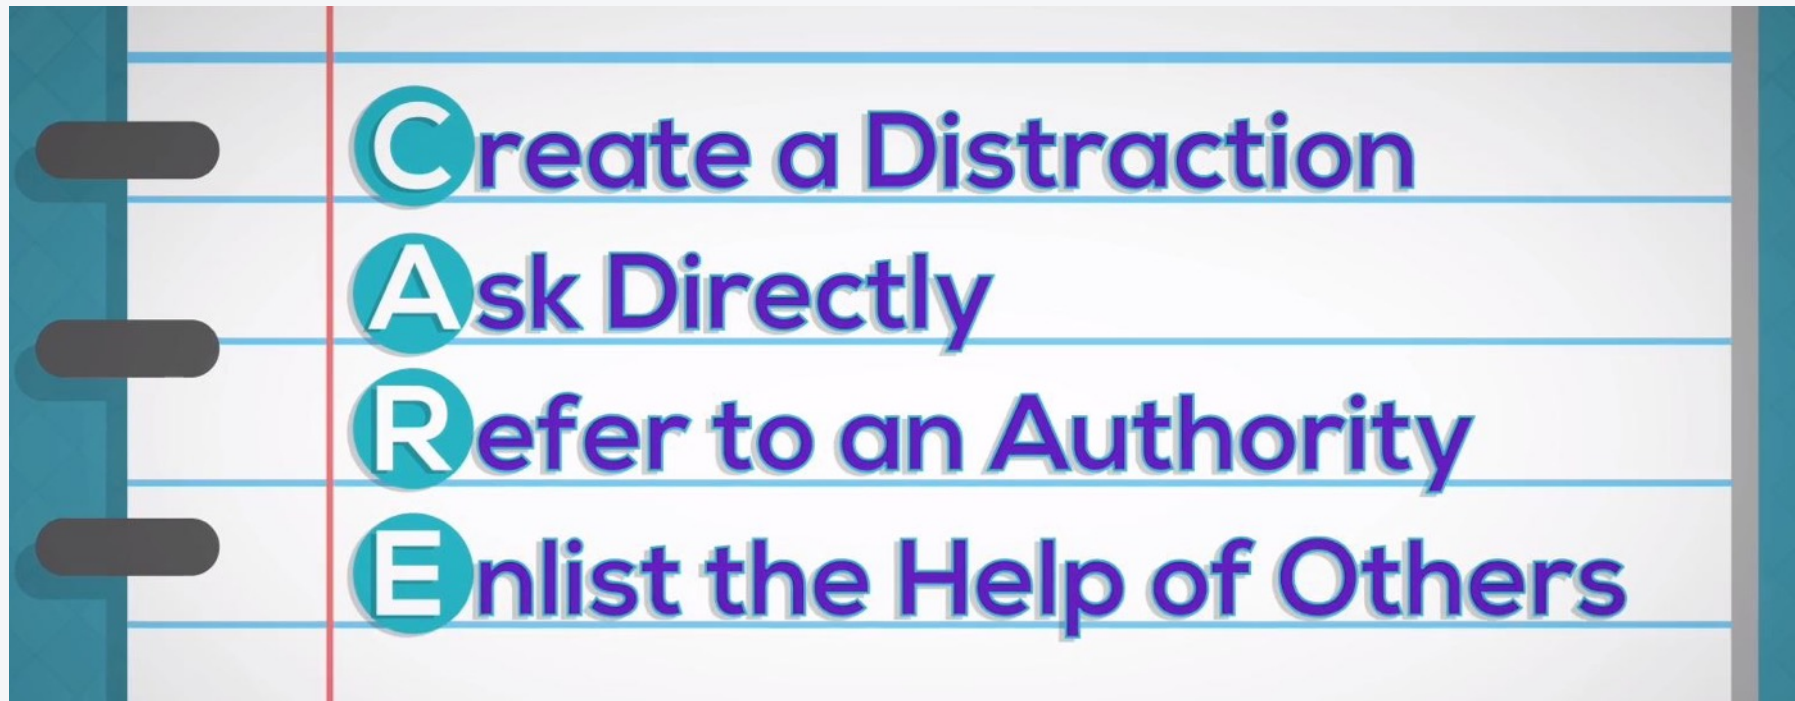 Create a Distraction
Ask Directly
Refer to an Authority
Enlist the Help of Others